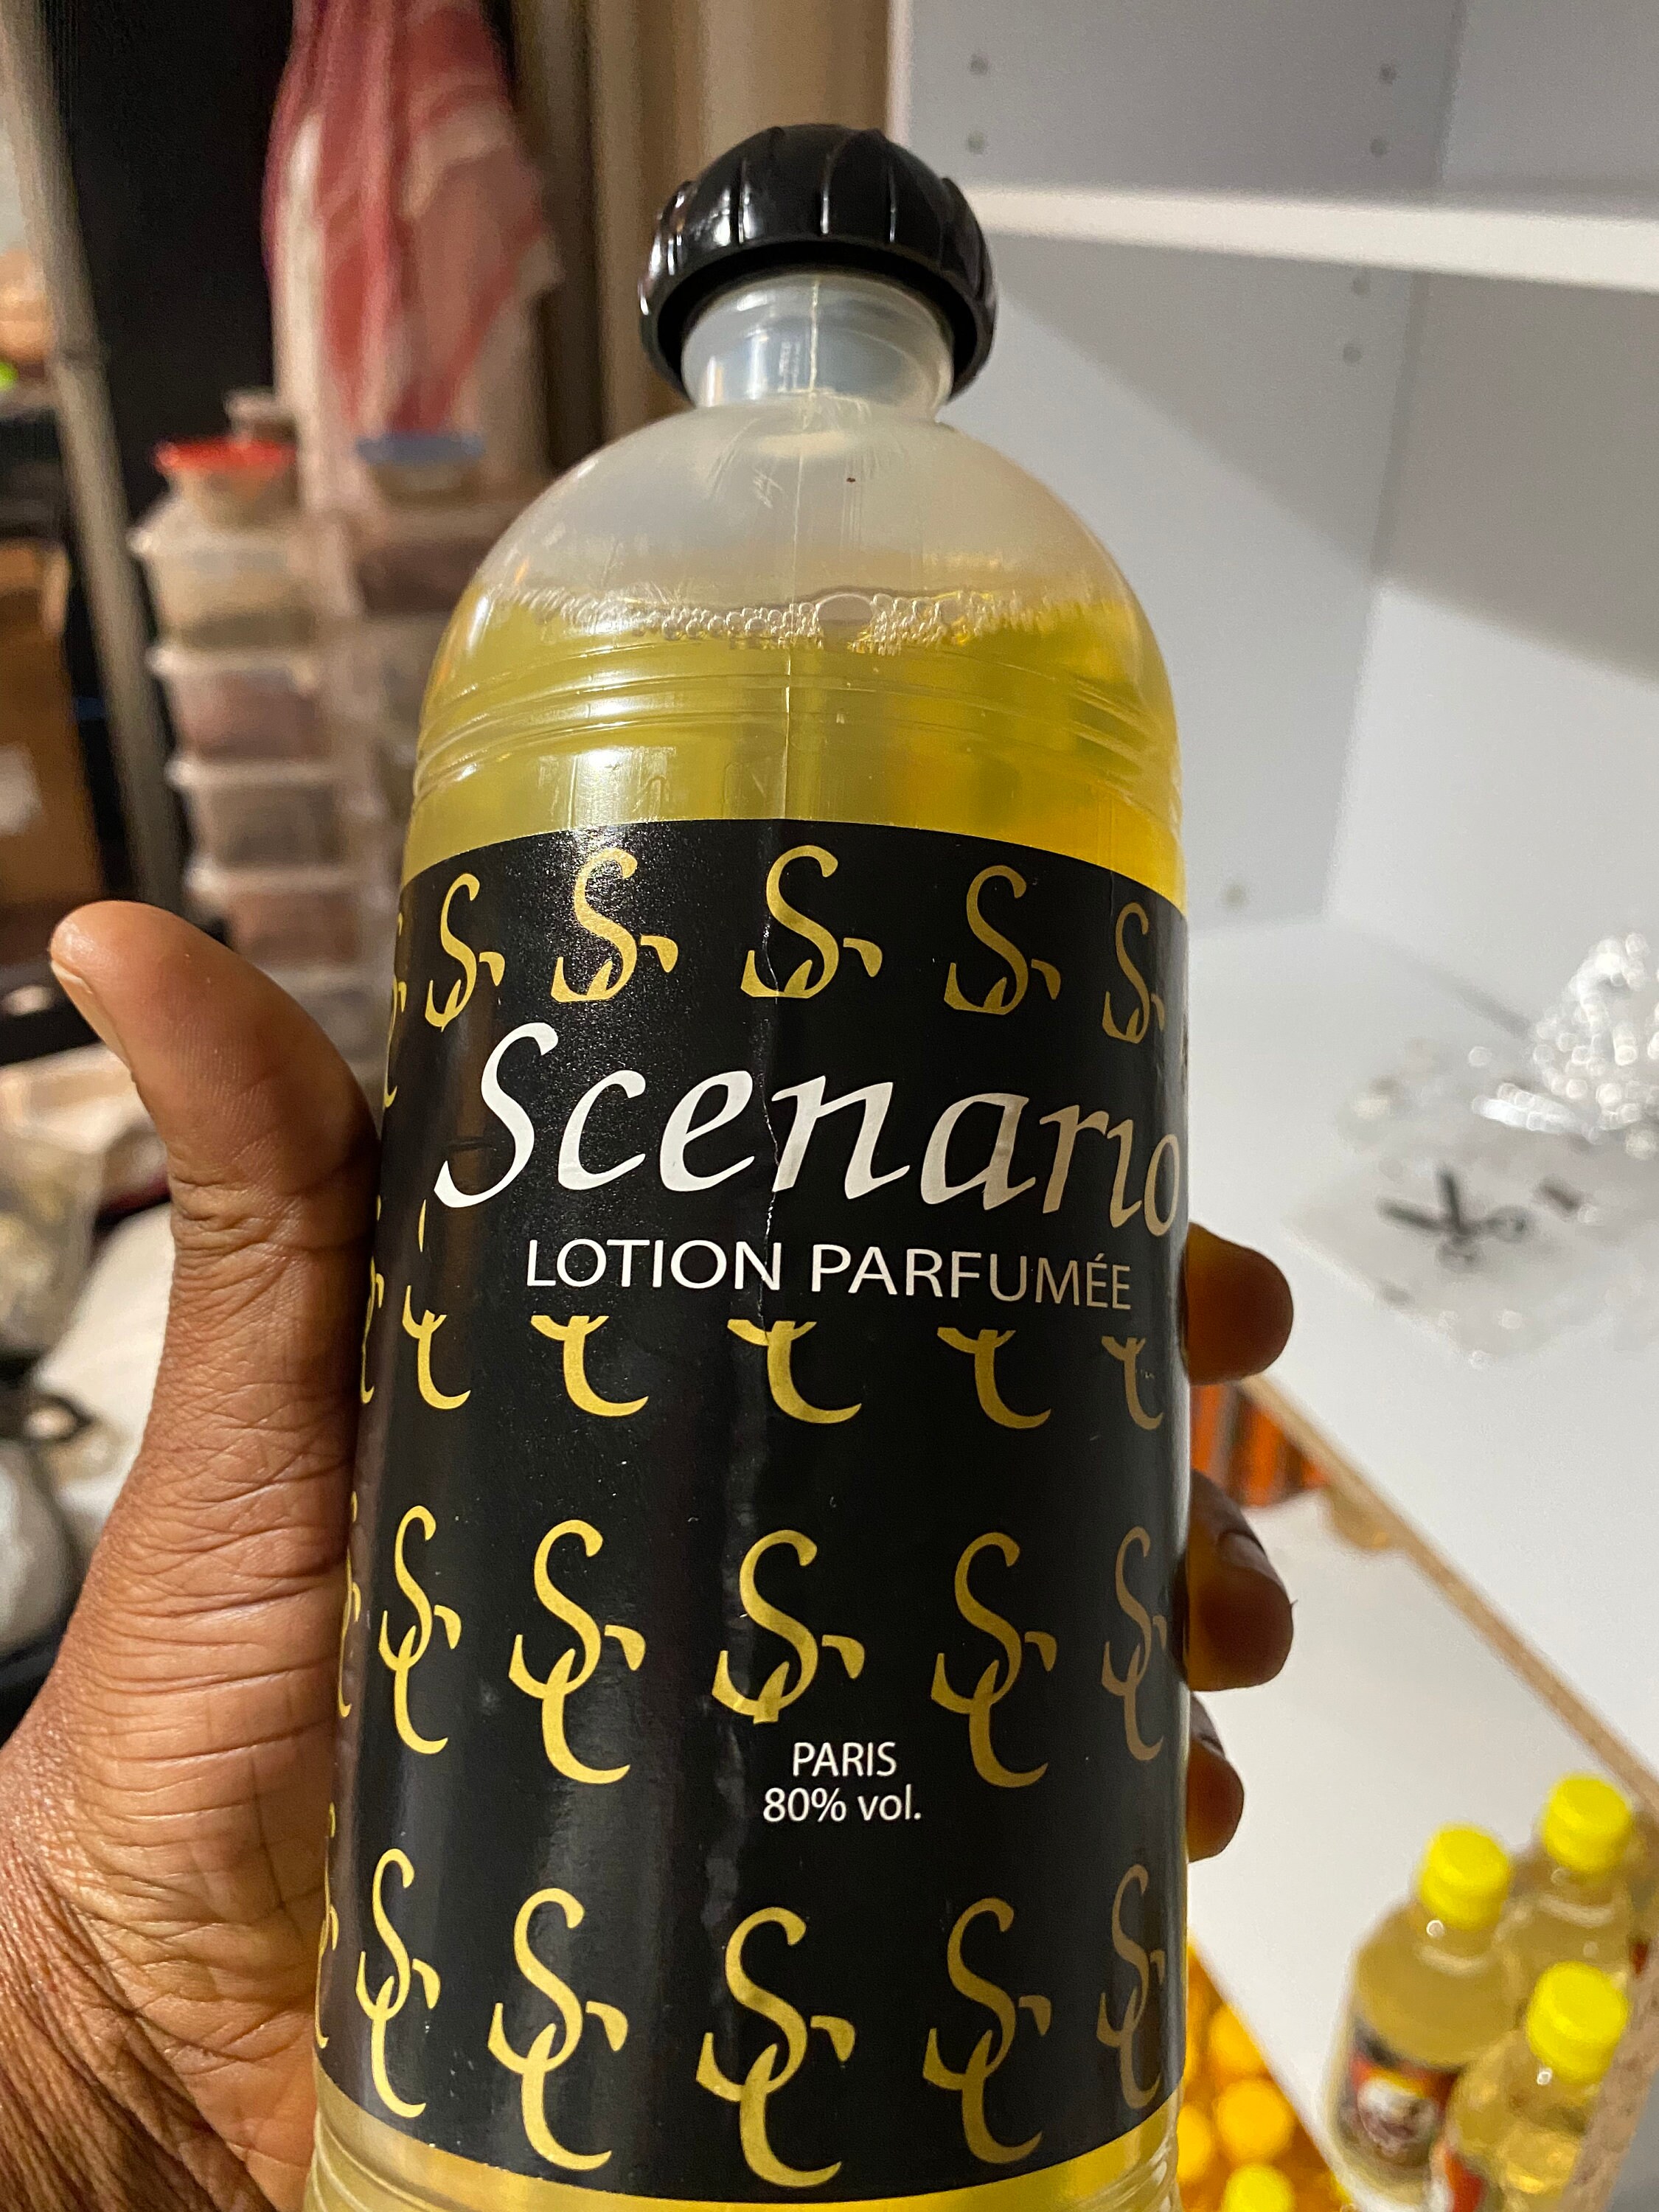 Scenario
LOTION PARFUMÉE
PARIS
80% vol.